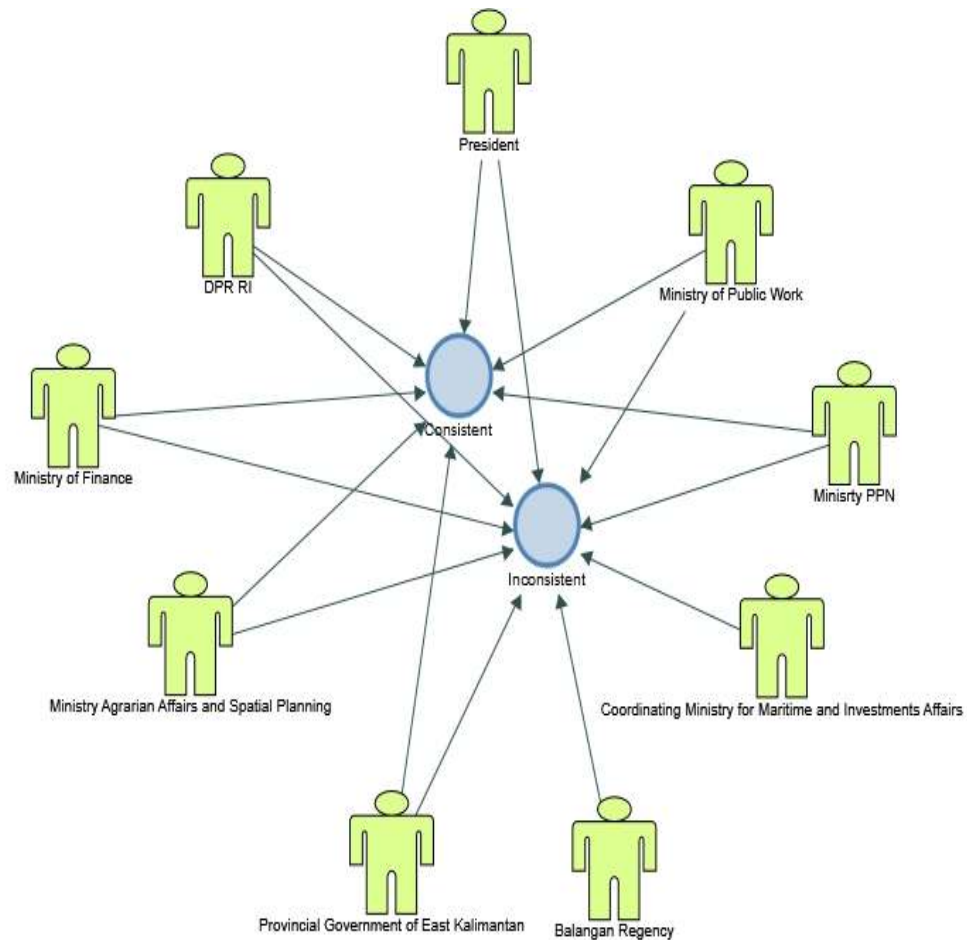 President
DPR RI
Ministry of Public Work
Consistent
Ministry of Finance
Minisrty PPN
Inconsistent
Ministry Agrarian Affairs and Spatial Planning
Coordinating Ministry for Maritime and Investments Affairs
Provincial Government of East Kalimantan
Balangan Regency